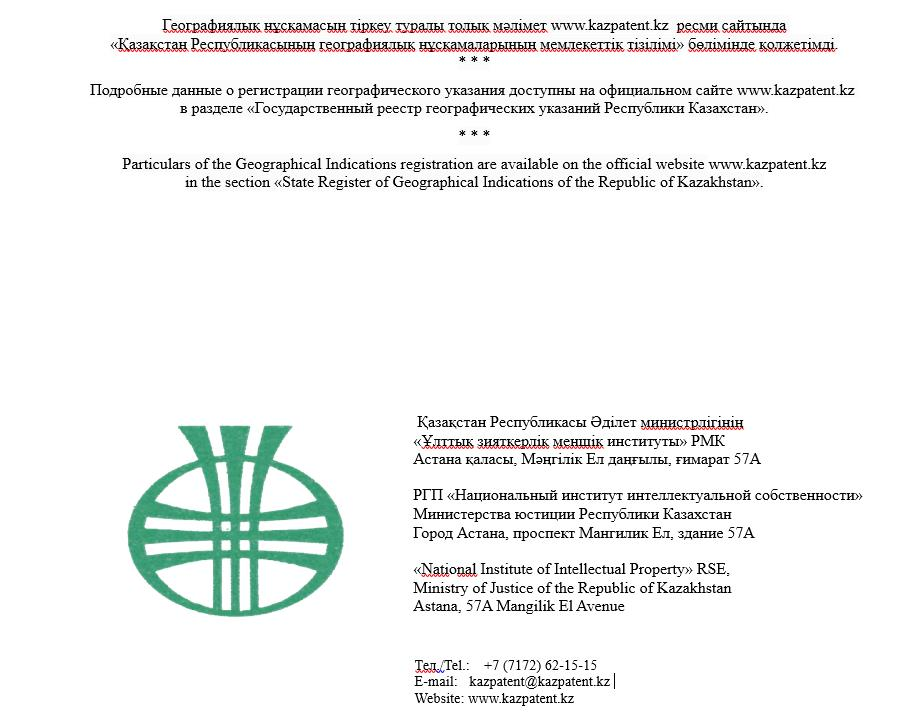 Географиялық нұсқамасын тіркеу туралы толық мәлімет www.kazpatent.kz ресми сайтында
«Қазақстан Республикасының географиялық нұсқамаларының мемлекеттік тізілімі» бөлімінде қолжетімді.
* * *
Подробные данные о регистрации географического указания доступны на официальном сайте www.kazpatent.kz
в разделе «Государственный реестр географических указаний Республики Казахстан».
* * *
Particulars of the Geographical Indications registration are available on the official website www.kazpatent.kz
in the section «State Register of Geographical Indications of the Republic of Kazakhstan».
Қазақстан Республикасы Әділет министрлігінің
«Ұлттық зияткерлік меншік институты» РМК
Астана қаласы, Мәңгілік Ел даңғылы, ғимарат 57А
РГП «Национальный институт интеллектуальной собственности»
Министерства юстиции Республики Казахстан
Город Астана, проспект Мангилик Ел, здание 57А
«National Institute of Intellectual Property» RSE,
Ministry of Justice of the Republic of Kazakhstan
Astana, 57A Mangilik El Avenue
Тел./Tel.: +7 (7172) 62-15-15
E-mail: kazpatent@kazpatent.kz
Website: www.kazpatent.kz